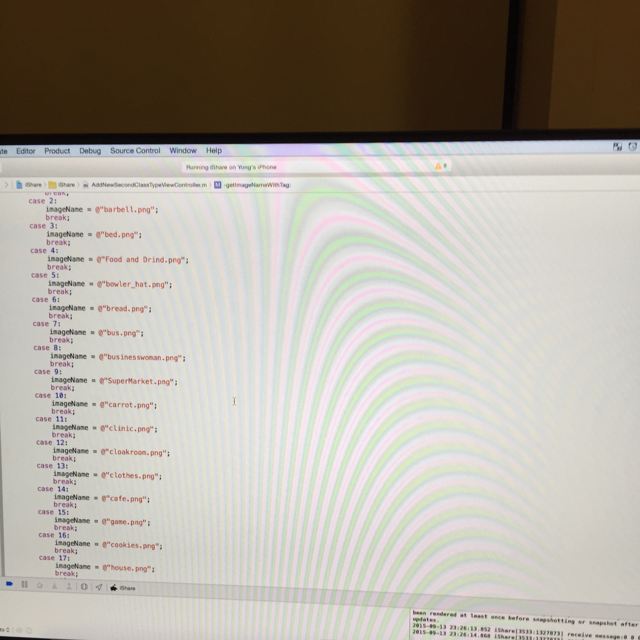 Editor Product Debug Source Control Window Help
Running iShare on Yung's iPhone
iShare iShare AddNewSecondClassTypeViewController.m M -getImageNameWithTag:
break;
case 2:
imageName = @"barbell.png";
break;
case 3:
imageName = @"bed.png";
break;
case 4:
imageName = @"Food and Drind.png";
break;
case 5:
imageName = @"bowler_hat.png";
break;
case 6:
imageName = @"bread.png";
break;
case 7:
imageName = @"bus.png";
break;
case 8:
imageName = @"businesswoman.png";
break;
case 9:
imageName = @"SuperMarket.png";
break;
case 10:
imageName = @"carrot.png";
break;
case 11:
imageName = @"clinic.png";
break;
case 12:
imageName = @"cloakroom.png";
break;
case 13:
imageName = @"clothes.png";
break;
case 14:
imageName = @"cafe.png";
break;
case 15:
imageName = @"game.png";
break;
case 16:
imageName = @"cookies.png";
break;
case 17:
imageName = @"house.png";
break;
iShare
been rendered at least once before snapshotting or snapshot after
updates.
2015-09-13 23:26:13.852 iShare[3533:1327873] receive message:0.0
2015-09-13 23:26:14.868